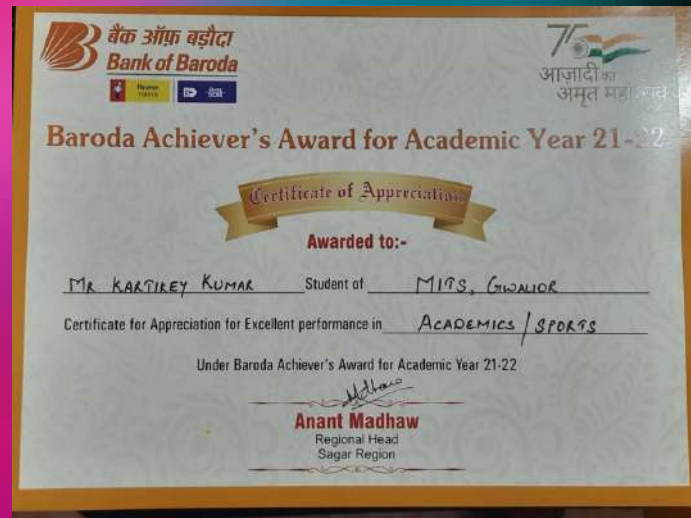 बैंक ऑफ़ बड़ौदा
Bank of Baroda
75
आज़ादी का
अमृत महोत्सव
Baroda Achiever's Award for Academic Year 21-22
Certificate of Appreciation
Awarded to:-
MR KARTIKEY KUMAR Student of MITS, GWALIOR
Certificate for Appreciation for Excellent performance in ACADEMICS / SPORTS
Under Baroda Achiever's Award for Academic Year 21-22
Anant Madhaw
Regional Head
Sagar Region